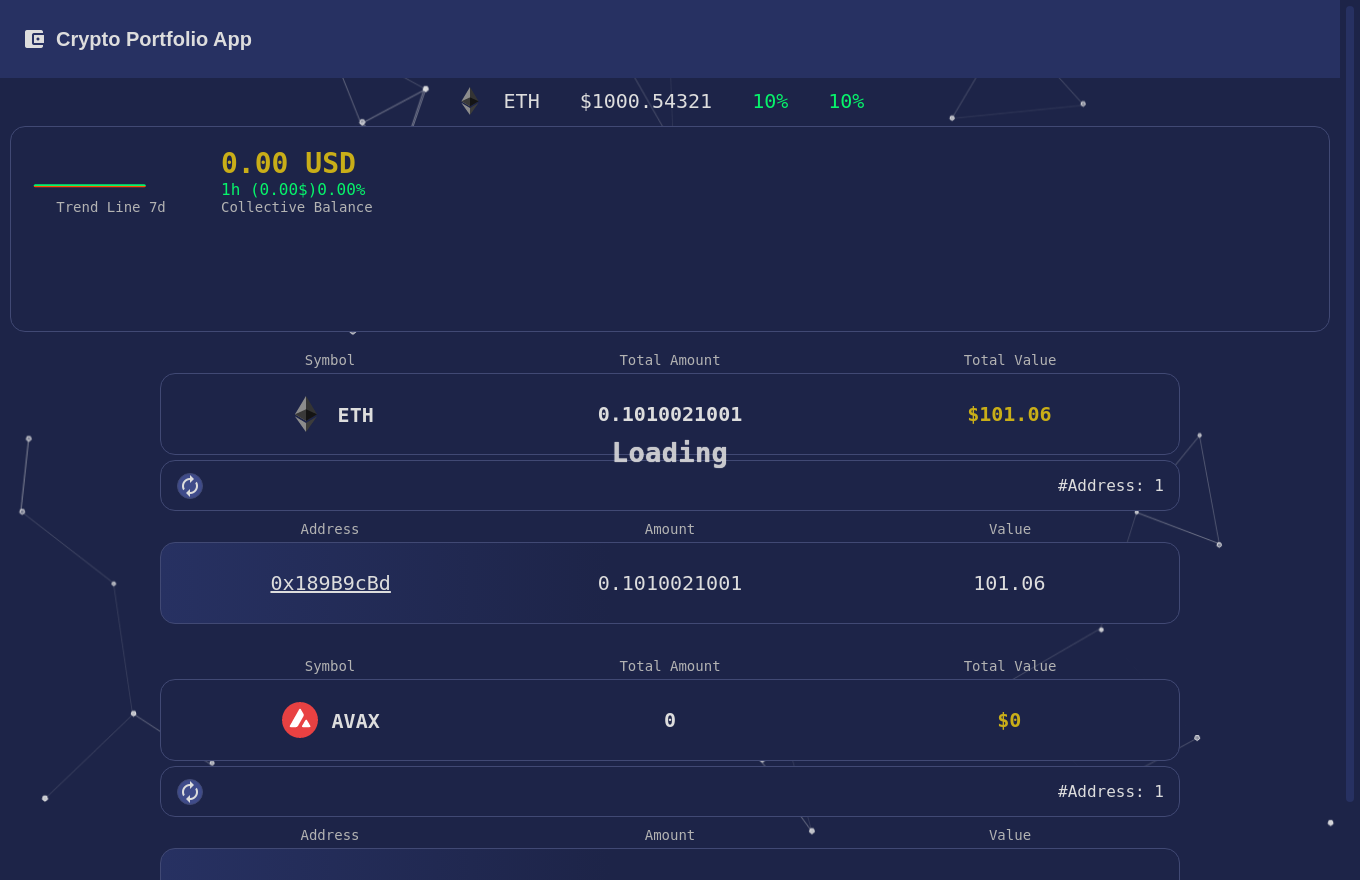 Crypto Portfolio App
ETH $1000.54321 10% 10%
0.00 USD
1h (0.00$)0.00%
Trend Line 7d
Collective Balance
Symbol Total Amount Total Value
ETH 0.1010021001 $101.06
Loading
#Address: 1
Address Amount Value
0x189B9cBd 0.1010021001 101.06
Symbol Total Amount Total Value
AVAX 0 $0
#Address: 1
Address Amount Value